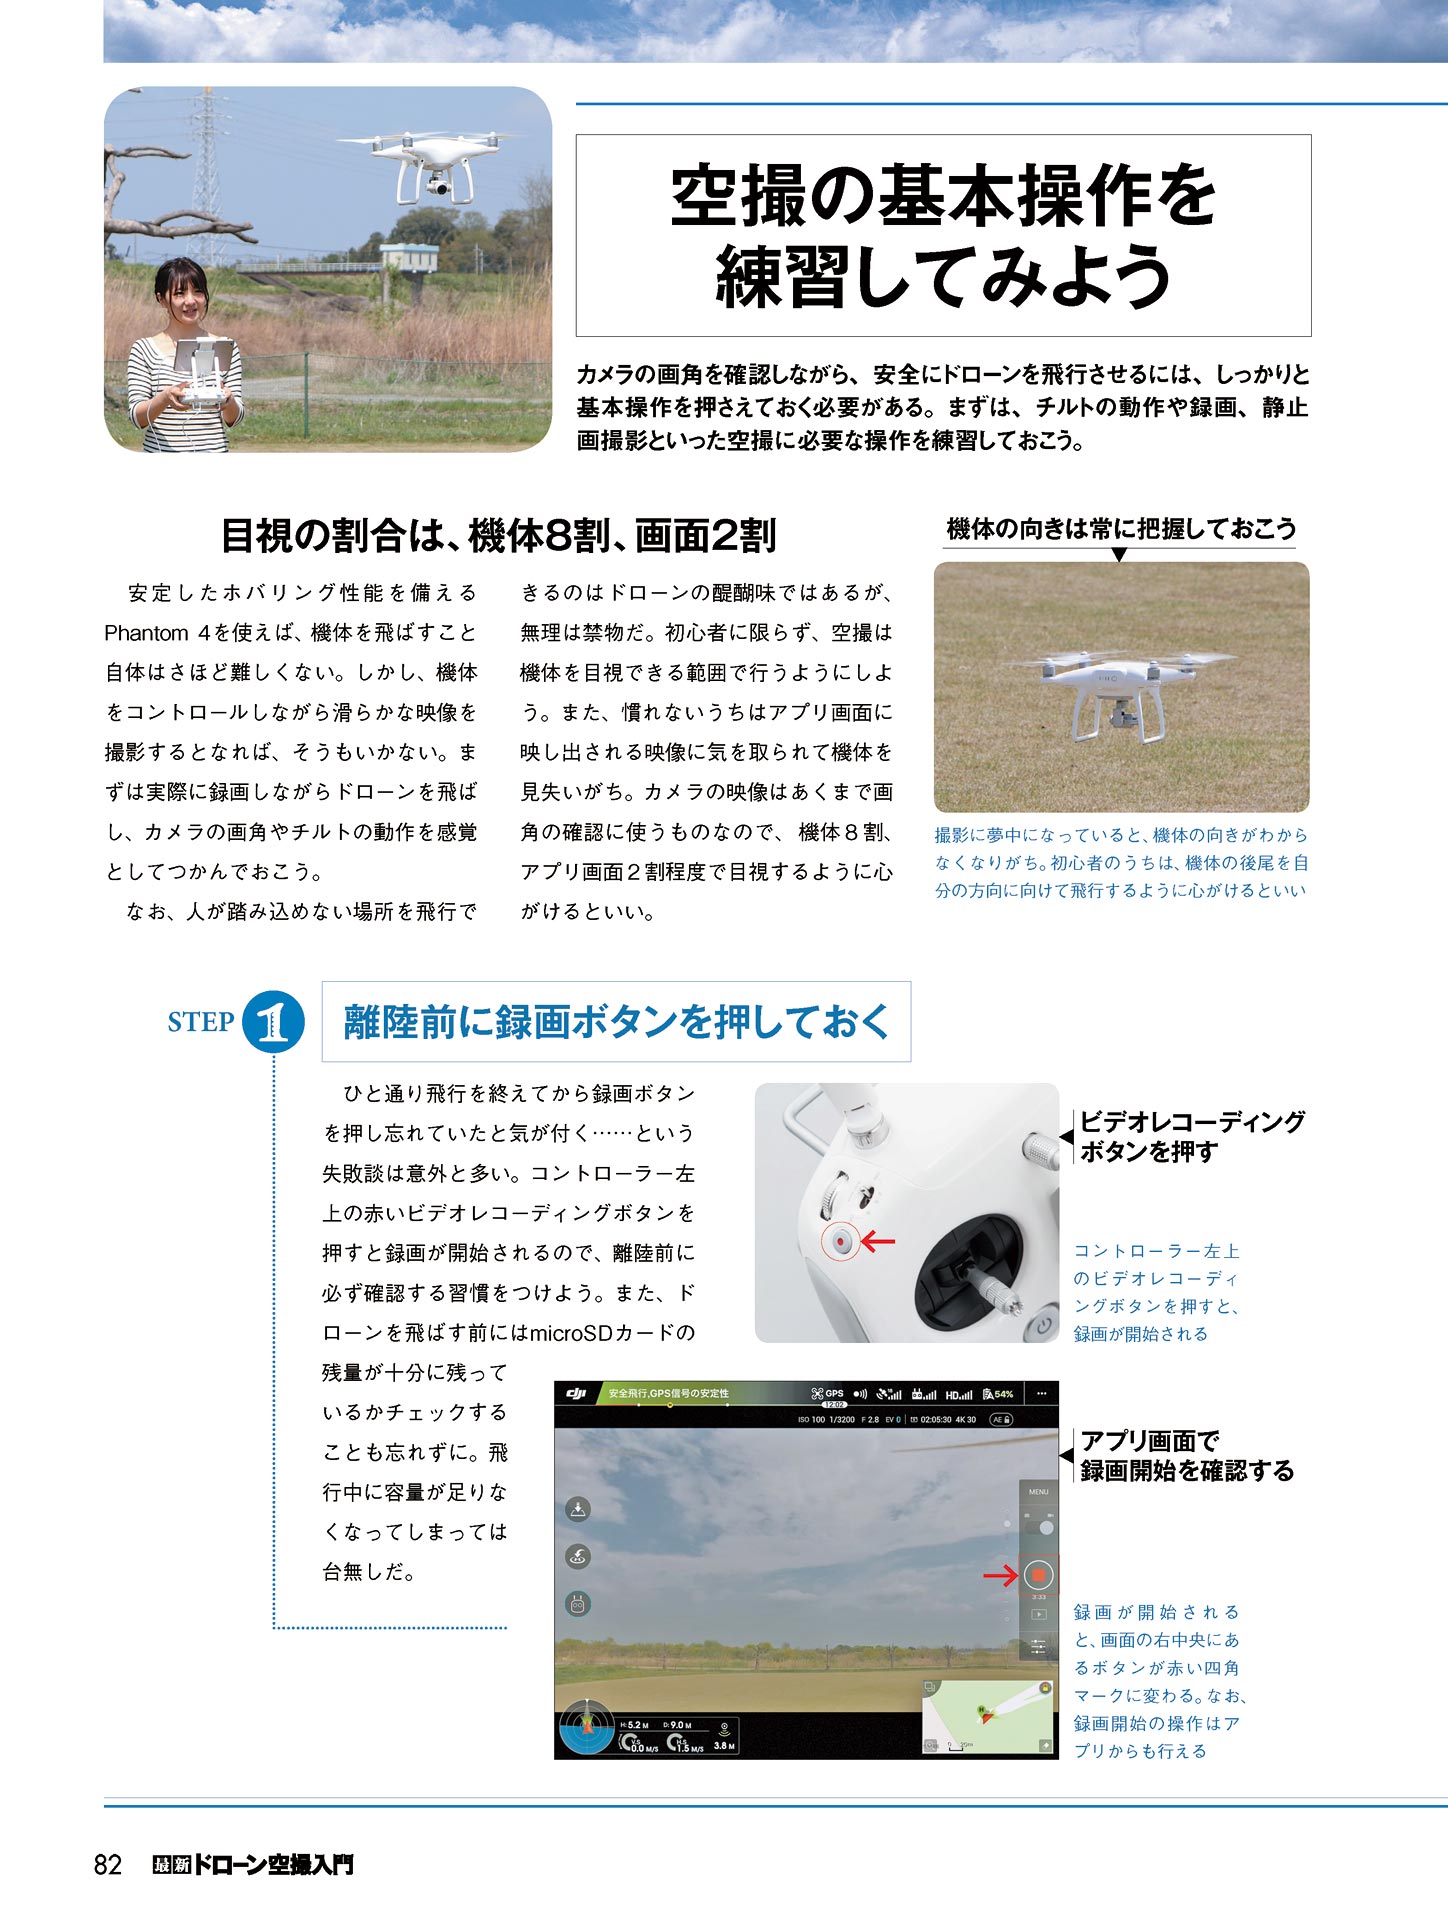 空撮の基本操作を
練習してみよう
カメラの画角を確認しながら、安全にドローンを飛行させるには、しっかりと
基本操作を押さえておく必要がある。まずは、チルトの動作や録画、静止
画撮影といった空撮に必要な操作を練習しておこう。
目視の割合は、機体8割、画面2割
安定したホバリング性能を備える
Phantom 4を使えば、機体を飛ばすこと
自体はさほど難しくない。しかし、機体
をコントロールしながら滑らかな映像を
撮影するとなれば、そうもいかない。ま
ずは実際に録画しながらドローンを飛ば
し、カメラの画角やチルトの動作を感覚
としてつかんでおこう。
なお、人が踏み込めない場所を飛行で
きるのはドローンの醍醐味ではあるが、
無理は禁物だ。初心者に限らず、空撮は
機体を目視できる範囲で行うようにしよ
う。また、慣れないうちはアプリ画面に
映し出される映像に気を取られて機体を
見失いがち。カメラの映像はあくまで画
角の確認に使うものなので、機体8割、
アプリ画面2割程度で目視するように心
がけるといい。
機体の向きは常に把握しておこう
撮影に夢中になっていると、機体の向きがわから
なくなりがち。初心者のうちは、機体の後尾を自
分の方向に向けて飛行するように心がけるといい
STEP 1 離陸前に録画ボタンを押しておく
ひと通り飛行を終えてから録画ボタン
を押し忘れていたと気が付く……という
失敗談は意外と多い。コントローラー左
上の赤いビデオレコーディングボタンを
押すと録画が開始されるので、離陸前に
必ず確認する習慣をつけよう。また、ド
ローンを飛ばす前にはmicroSDカードの
残量が十分に残って
いるかチェックする
ことも忘れずに。飛
行中に容量が足りな
くなってしまっては
台無しだ。
ビデオレコーディング
ボタンを押す
コントローラー左上
のビデオレコーディ
ングボタンを押すと、
録画が開始される
dji 安全飛行,GPS信号の安定性 GPS HD 54%
12:02
ISO 100 1/3200 F 2.8 EV 0 02:05:30 4K 30 AE
MENU
3:33
H: 5.2 M D: 9.0 M
V.S 0.0 M/S H.S 1.5 M/S 3.8 M
H
0 20m
アプリ画面で
録画開始を確認する
録画が開始される
と、画面の右中央にあ
るボタンが赤い四角
マークに変わる。なお、
録画開始の操作はア
プリからも行える
82 最新ドローン空撮入門